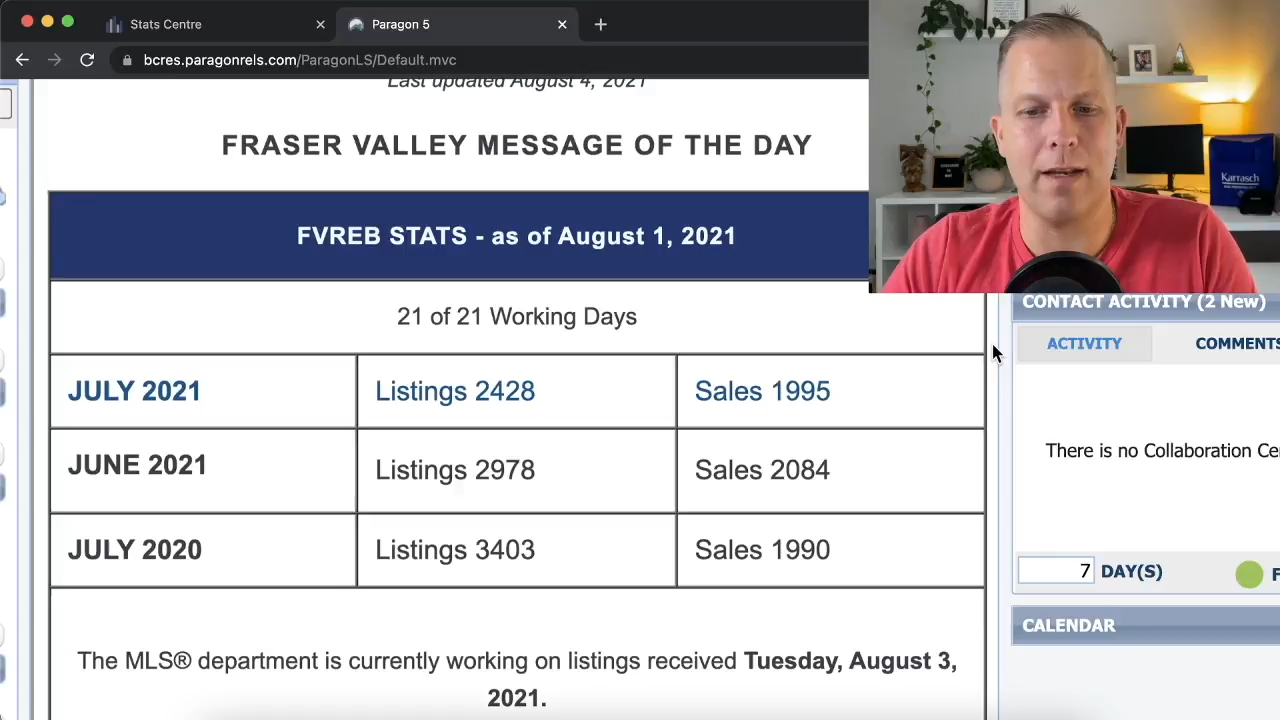 Stats Centre
Paragon 5
bcres.paragonrels.com/ParagonLS/Default.mvc
Last updated August 4, 2021
FRASER VALLEY MESSAGE OF THE DAY
FVREB STATS - as of August 1, 2021
21 of 21 Working Days
JULY 2021 Listings 2428 Sales 1995
JUNE 2021 Listings 2978 Sales 2084
JULY 2020 Listings 3403 Sales 1990
The MLS® department is currently working on listings received Tuesday, August 3,
2021.
Karrasch
CONTACT ACTIVITY (2 New)
ACTIVITY COMMENTS
There is no Collaboration Ce
7 DAY(S) F
CALENDAR